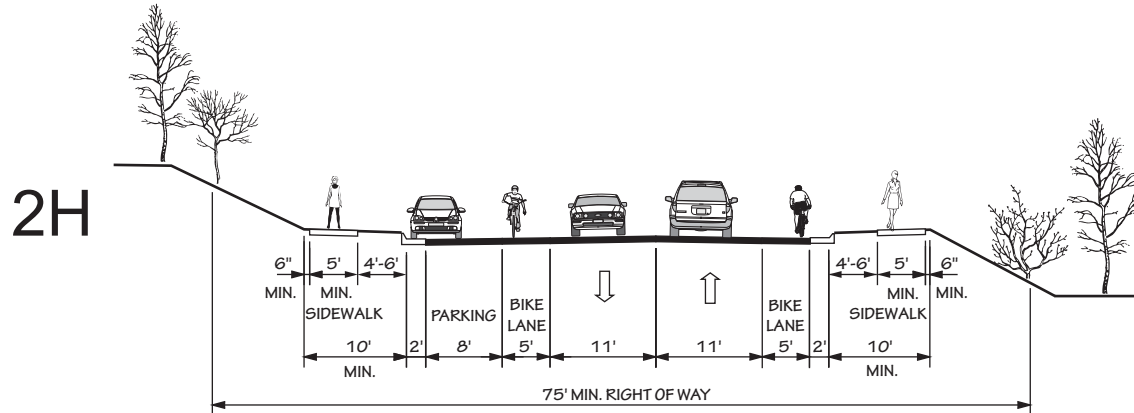 2H
6" 5' 4'-6' 4'-6' 5' 6"
MIN. MIN. MIN. MIN.
SIDEWALK PARKING BIKE LANE BIKE LANE SIDEWALK
10' 2' 8' 5' 11' 11' 5' 2' 10'
MIN. MIN.
75' MIN. RIGHT OF WAY